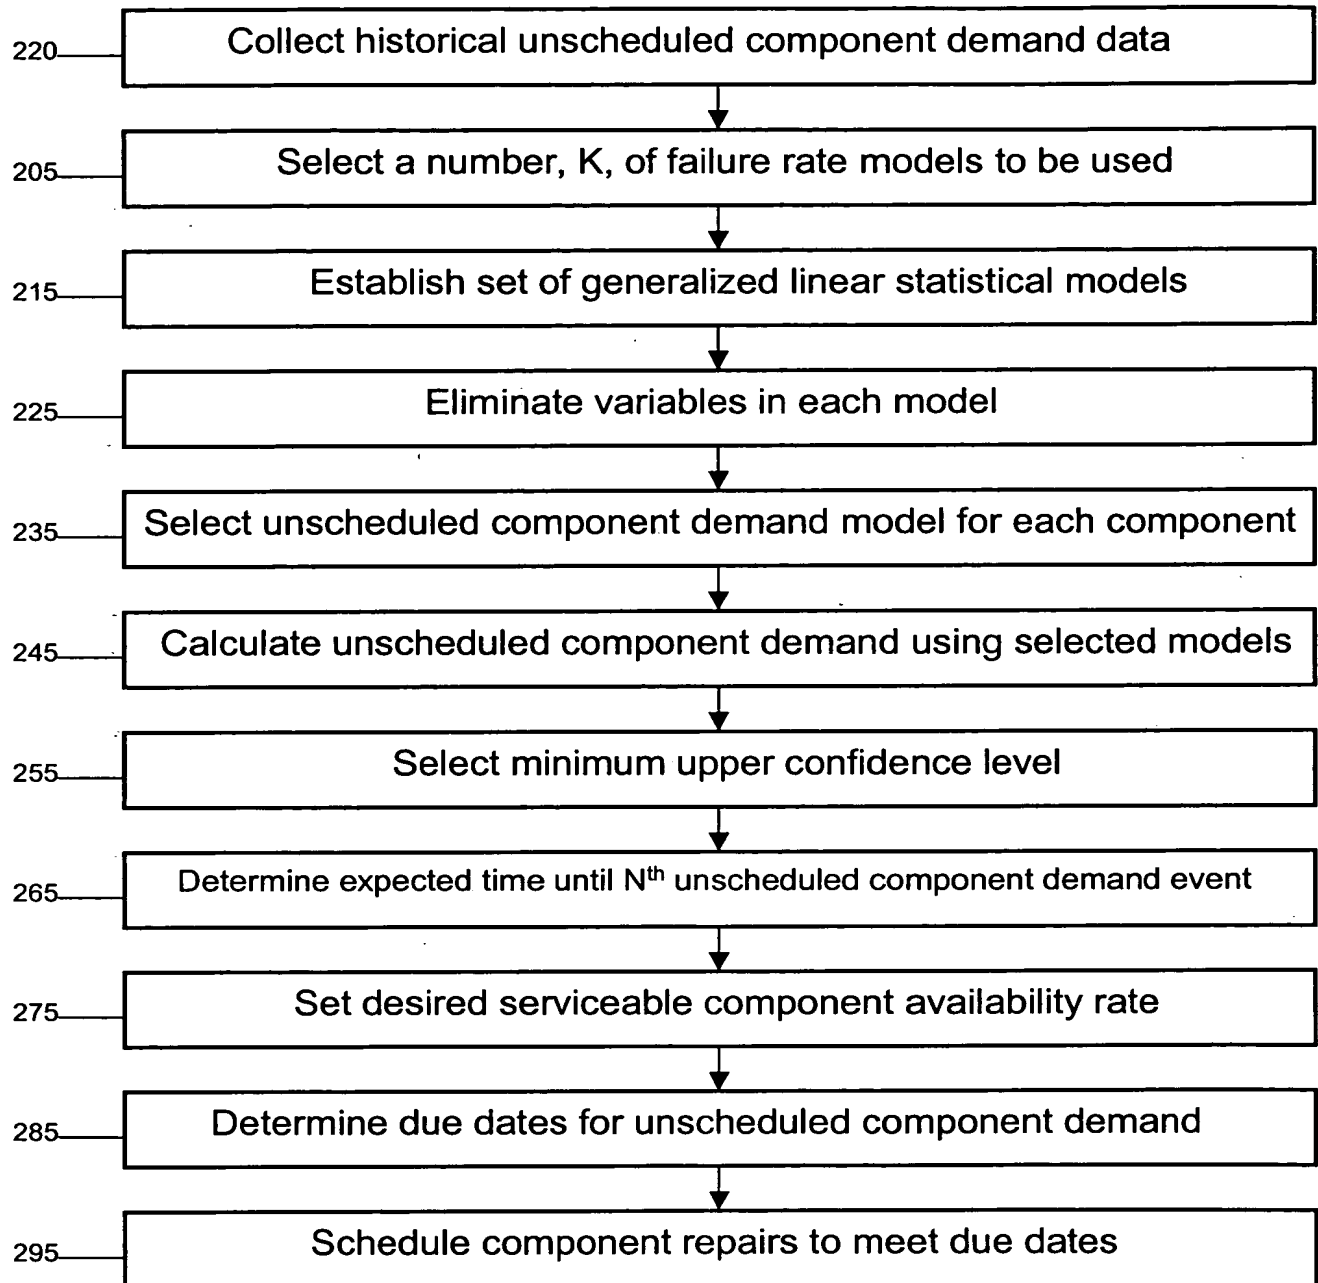 220 Collect historical unscheduled component demand data
205 Select a number, K, of failure rate models to be used
215 Establish set of generalized linear statistical models
225 Eliminate variables in each model
235 Select unscheduled component demand model for each component
245 Calculate unscheduled component demand using selected models
255 Select minimum upper confidence level
265 Determine expected time until Nth unscheduled component demand event
275 Set desired serviceable component availability rate
285 Determine due dates for unscheduled component demand
295 Schedule component repairs to meet due dates